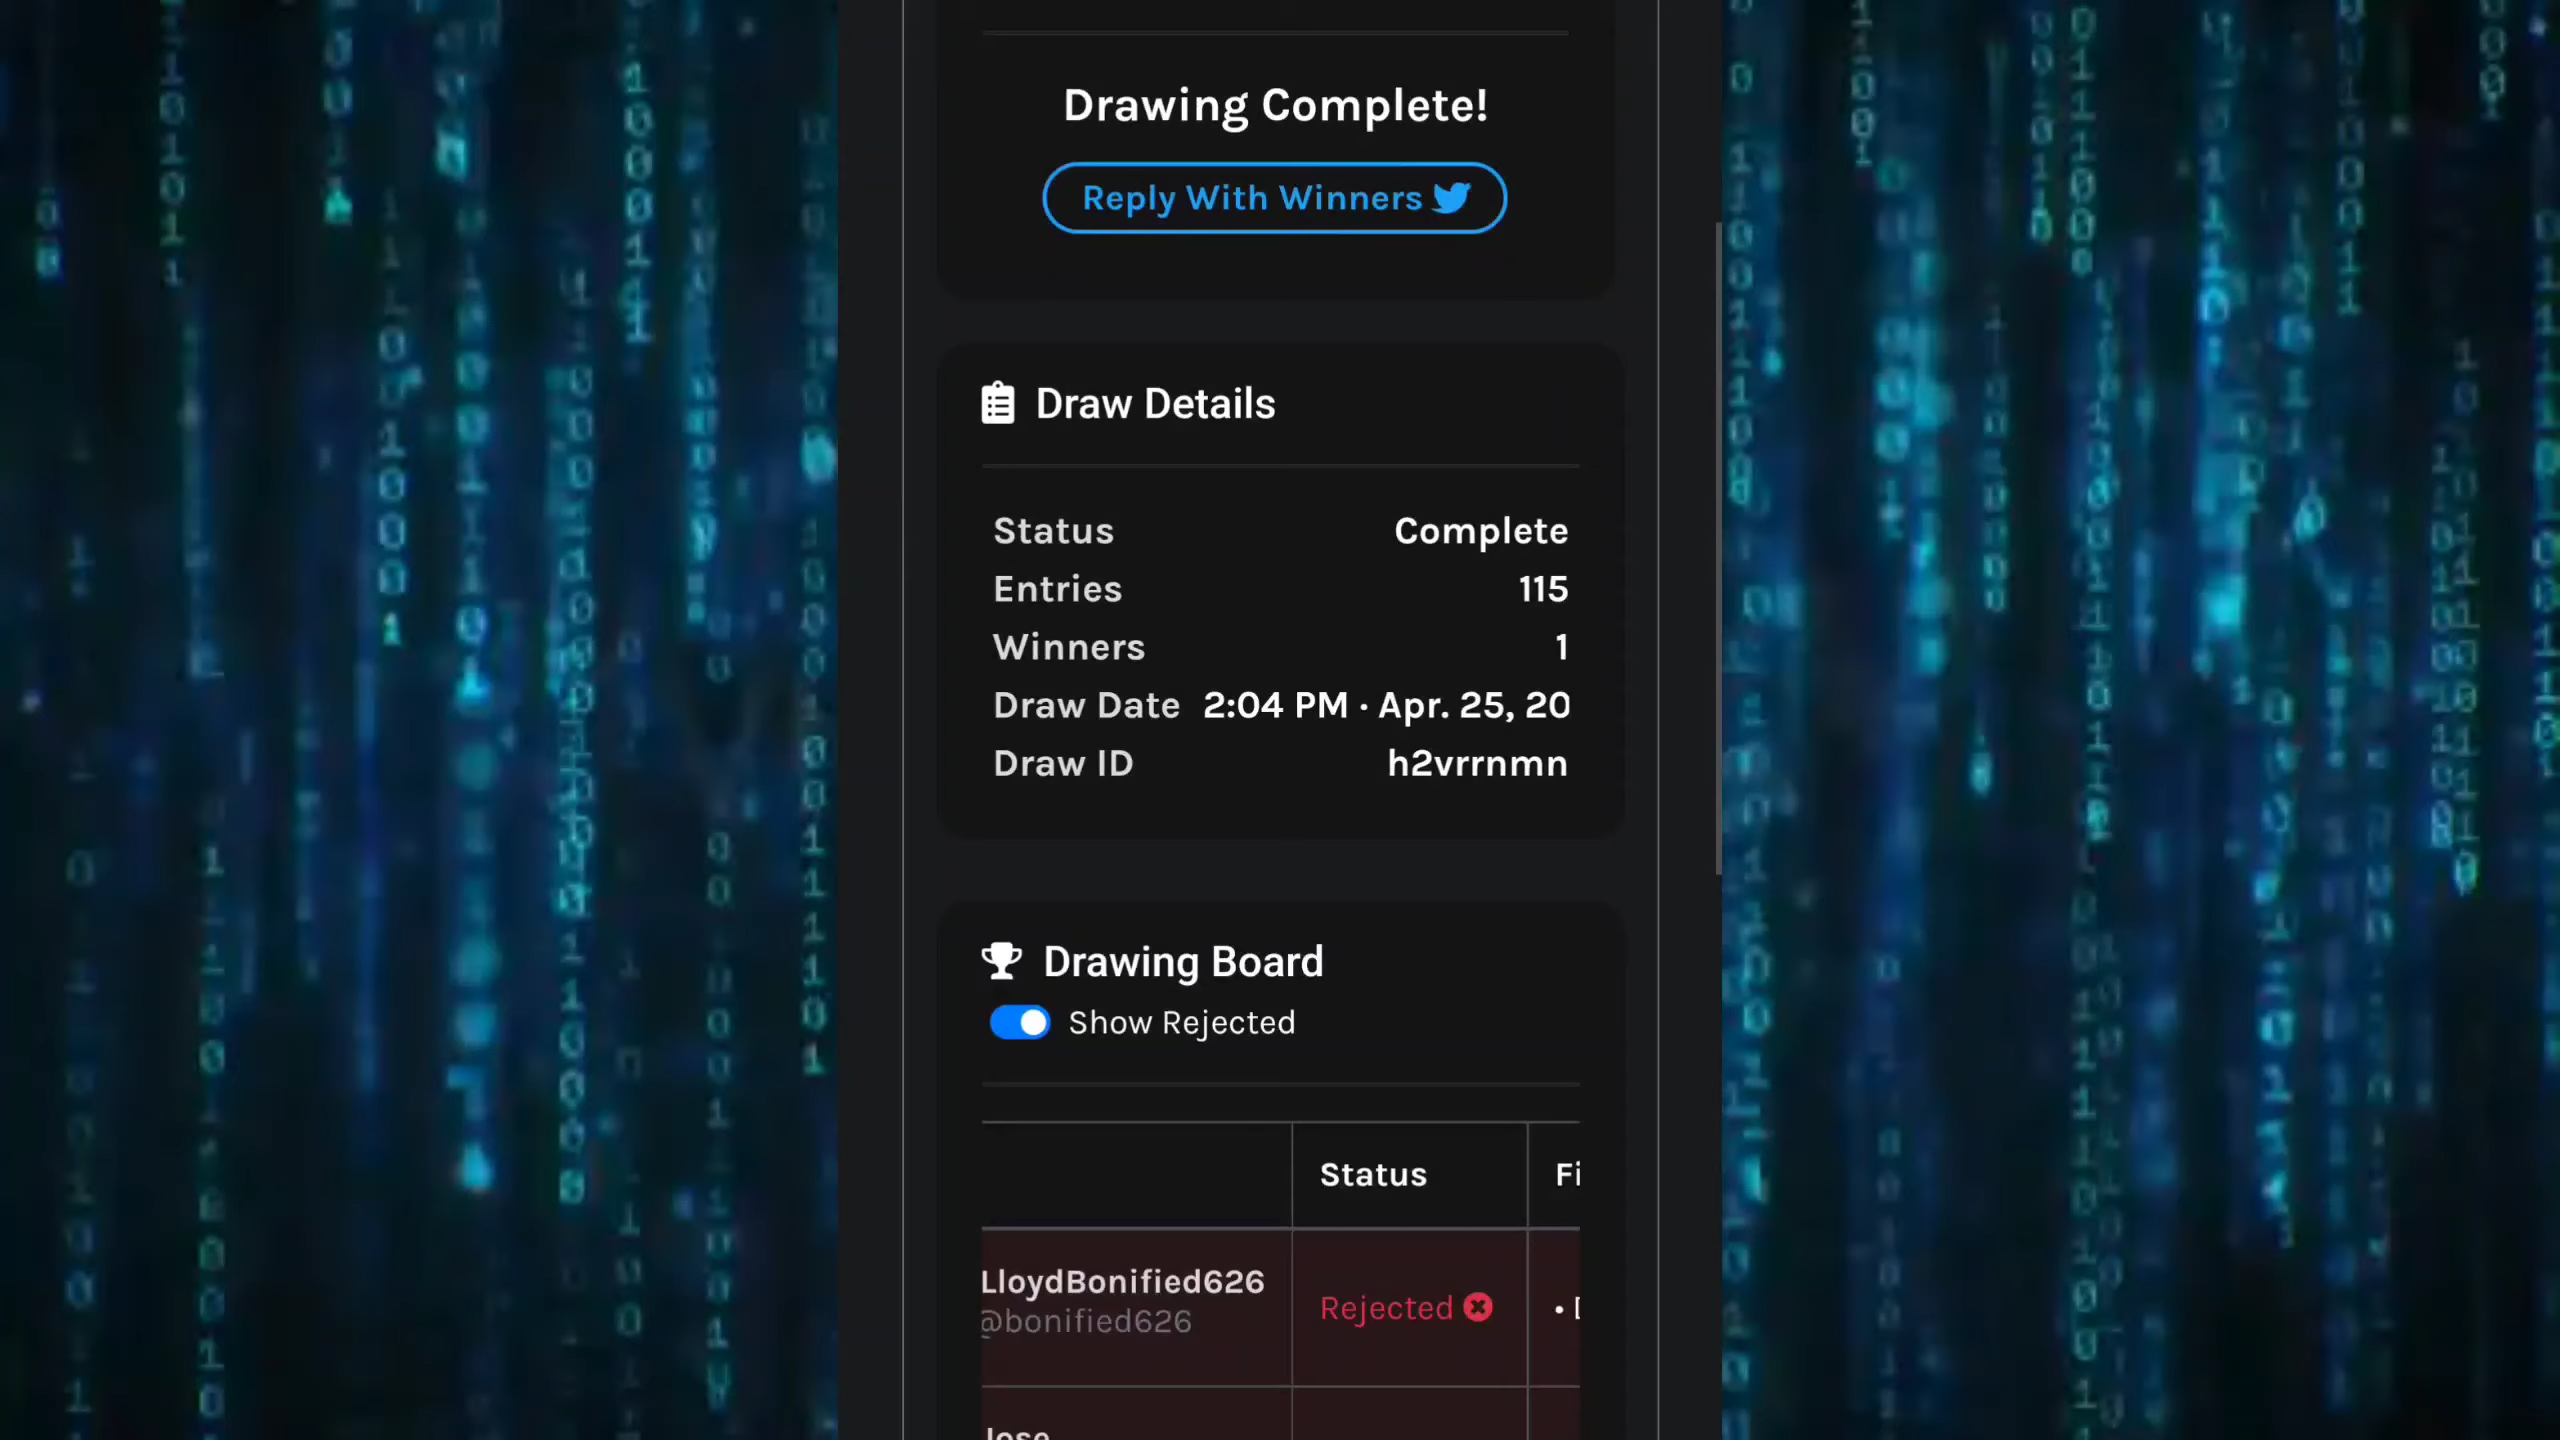 Drawing Complete!
Reply With Winners
Draw Details
Status Complete
Entries 115
Winners 1
Draw Date 2:04 PM · Apr. 25, 20
Draw ID h2vrrnmn
Drawing Board
Show Rejected
Status Fi
LloydBonified626
@bonified626
Rejected